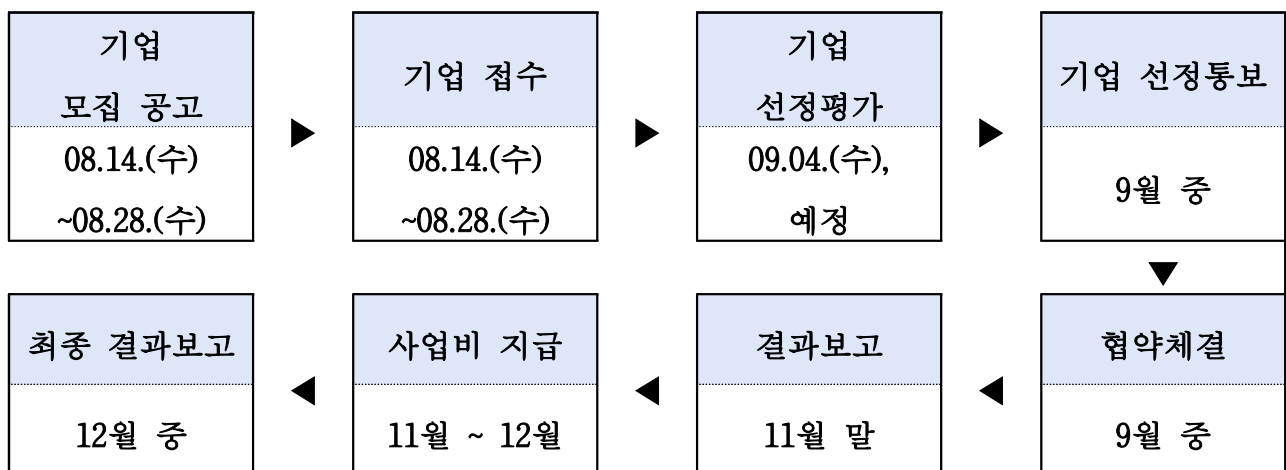 기업
모집 공고
08.14.(수)
~08.28.(수)
기업 접수
08.14.(수)
~08.28.(수)
기업
선정평가
09.04.(수),
예정
기업 선정통보
9월 중
협약체결
9월 중
결과보고
11월 말
사업비 지급
11월 ~ 12월
최종 결과보고
12월 중